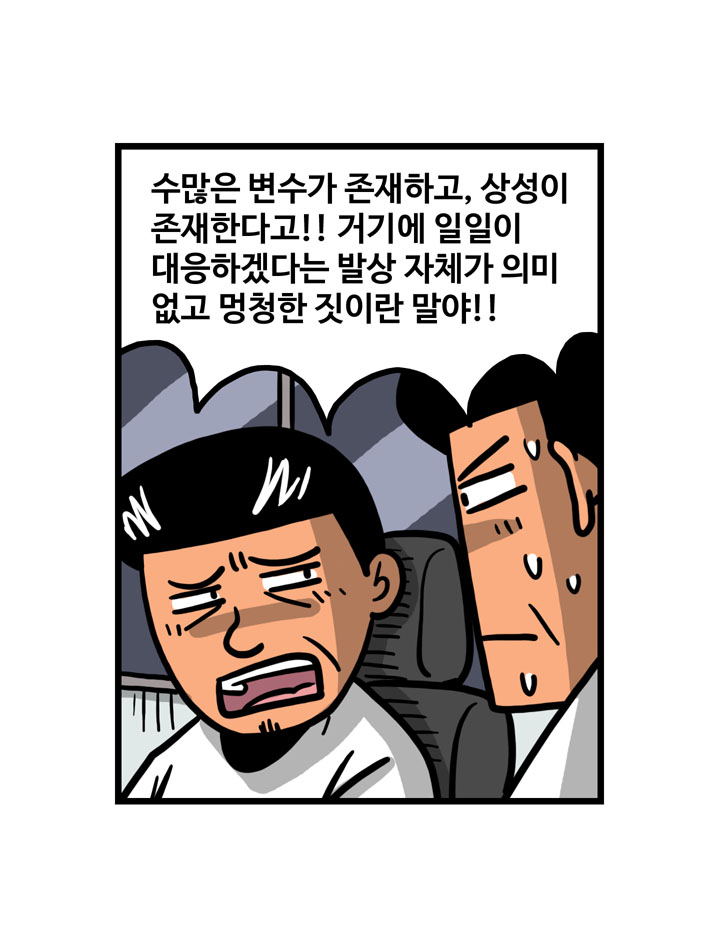 수많은 변수가 존재하고, 상성이
존재한다고!! 거기에 일일이
대응하겠다는 발상 자체가 의미
없고 멍청한 짓이란 말야!!